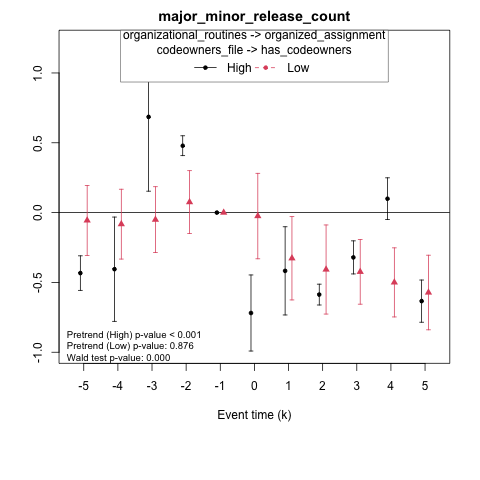 major_minor_release_count
organizational_routines -> organized_assignment
codeowners_file -> has_codeowners
High Low
1.0
0.5
0.0
-0.5
-1.0
Pretrend (High) p-value < 0.001
Pretrend (Low) p-value: 0.876
Wald test p-value: 0.000
-5 -4 -3 -2 -1 0 1 2 3 4 5
Event time (k)